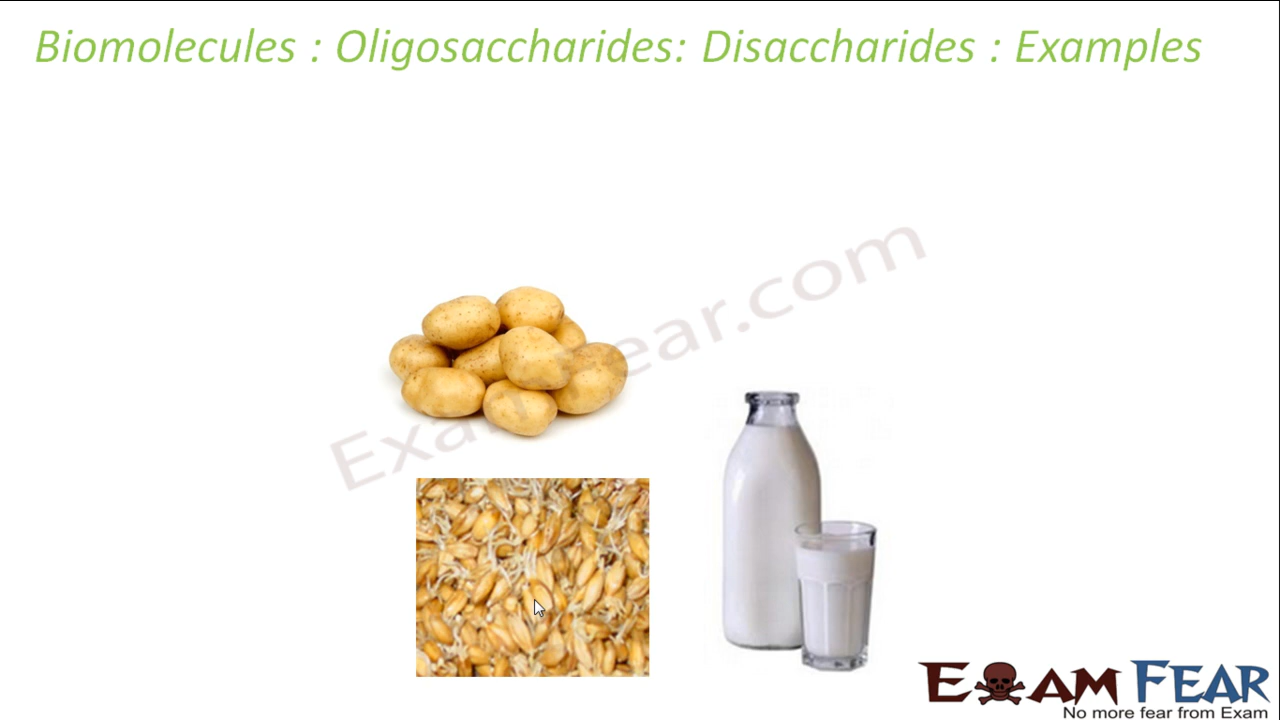 Biomolecules : Oligosaccharides: Disaccharides : Examples
ExamFear.com
EXAM FEAR
No more fear from Exam